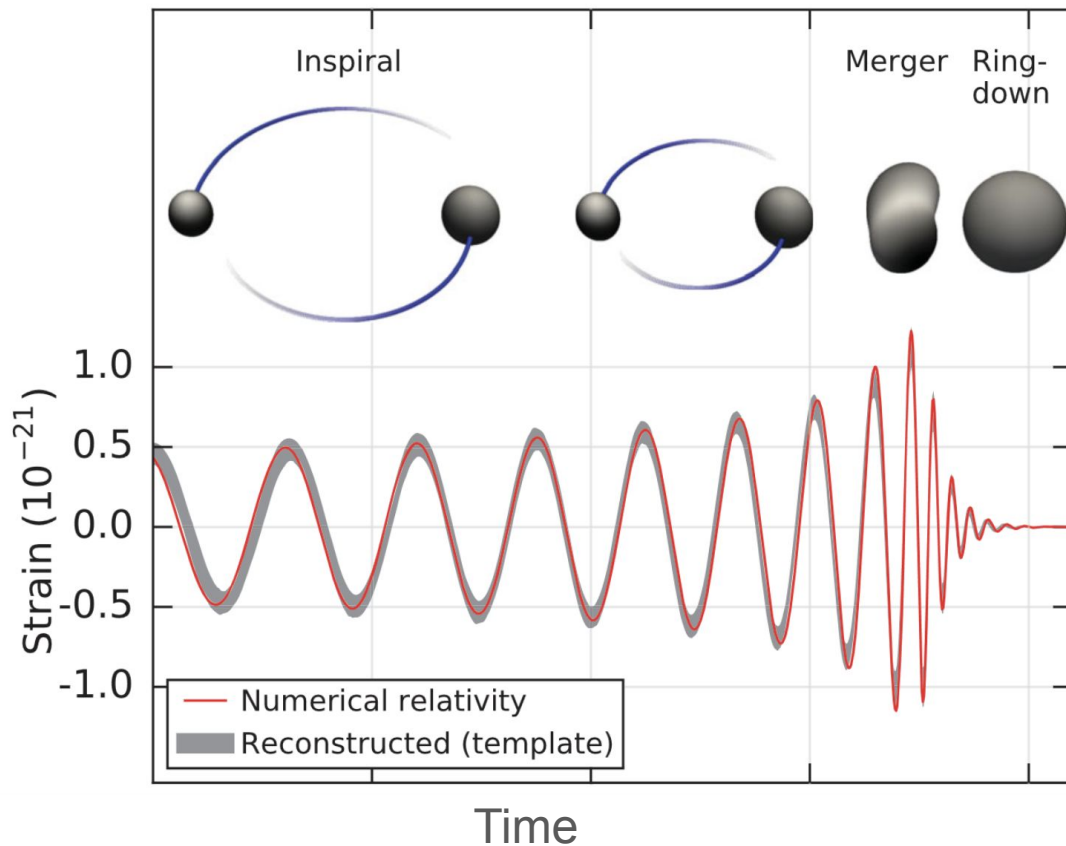 Inspiral
Merger
Ring-
down
Strain (10⁻²¹)
1.0
0.5
0.0
-0.5
-1.0
Numerical relativity
Reconstructed (template)
Time